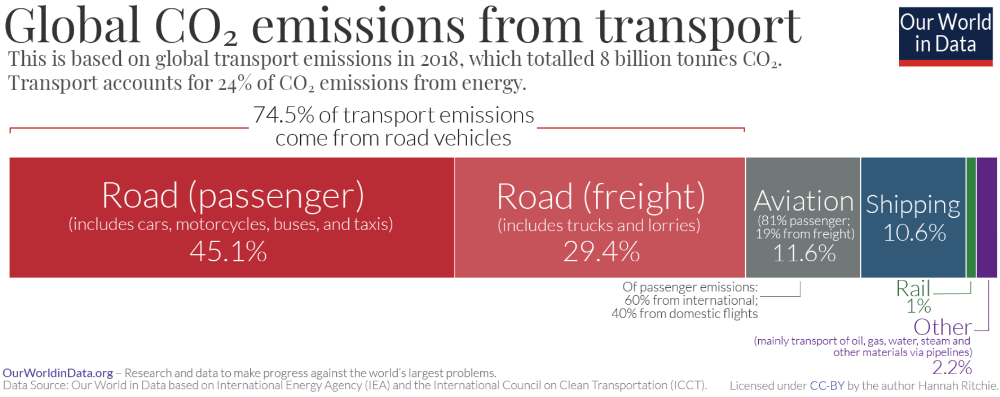 Global CO₂ emissions from transport
Our World
in Data
This is based on global transport emissions in 2018, which totalled 8 billion tonnes CO₂.
Transport accounts for 24% of CO₂ emissions from energy.
74.5% of transport emissions
come from road vehicles
Road (passenger)
(includes cars, motorcycles, buses, and taxis)
45.1%
Road (freight)
(includes trucks and lorries)
29.4%
Aviation
(81% passenger;
19% from freight)
11.6%
Shipping
10.6%
Of passenger emissions:
60% from international;
40% from domestic flights
Rail
1%
Other
(mainly transport of oil, gas, water, steam and
other materials via pipelines)
2.2%
OurWorldinData.org – Research and data to make progress against the world’s largest problems.
Data Source: Our World in Data based on International Energy Agency (IEA) and the International Council on Clean Transportation (ICCT).
Licensed under CC-BY by the author Hannah Ritchie.